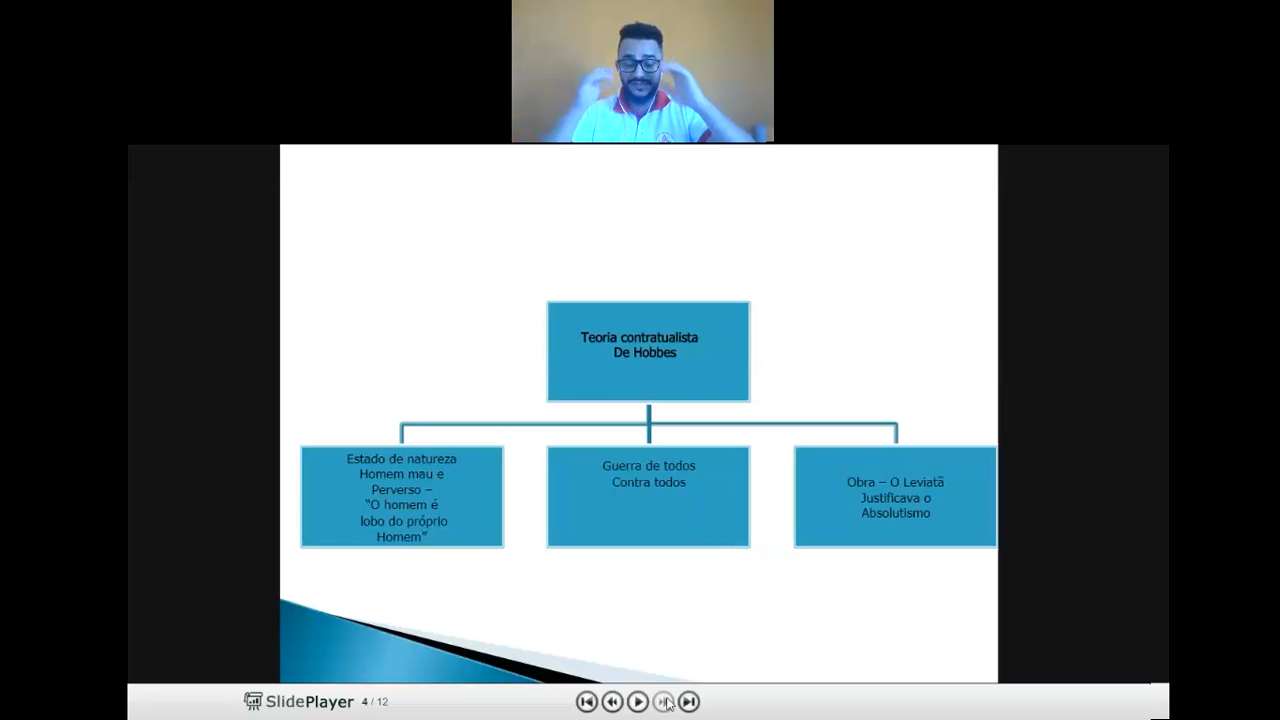 Teoria contratualista
De Hobbes
Estado de natureza
Homem mau e
Perverso –
“O homem é
lobo do próprio
Homem”
Guerra de todos
Contra todos
Obra – O Leviatã
Justificava o
Absolutismo
SlidePlayer 4 / 12